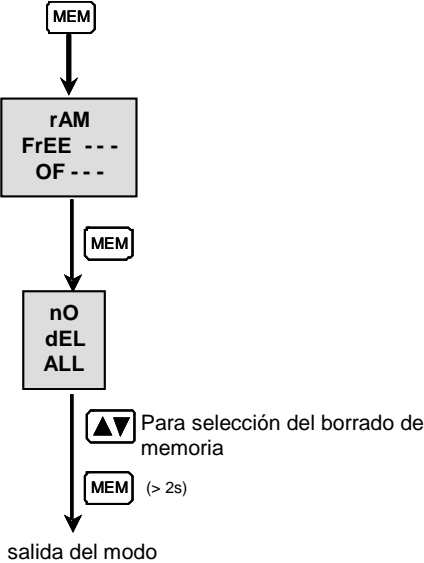 MEM
rAM
FrEE ---
OF ---
MEM
nO
dEL
ALL
▲▼ Para selección del borrado de
memoria
MEM (> 2s)
salida del modo